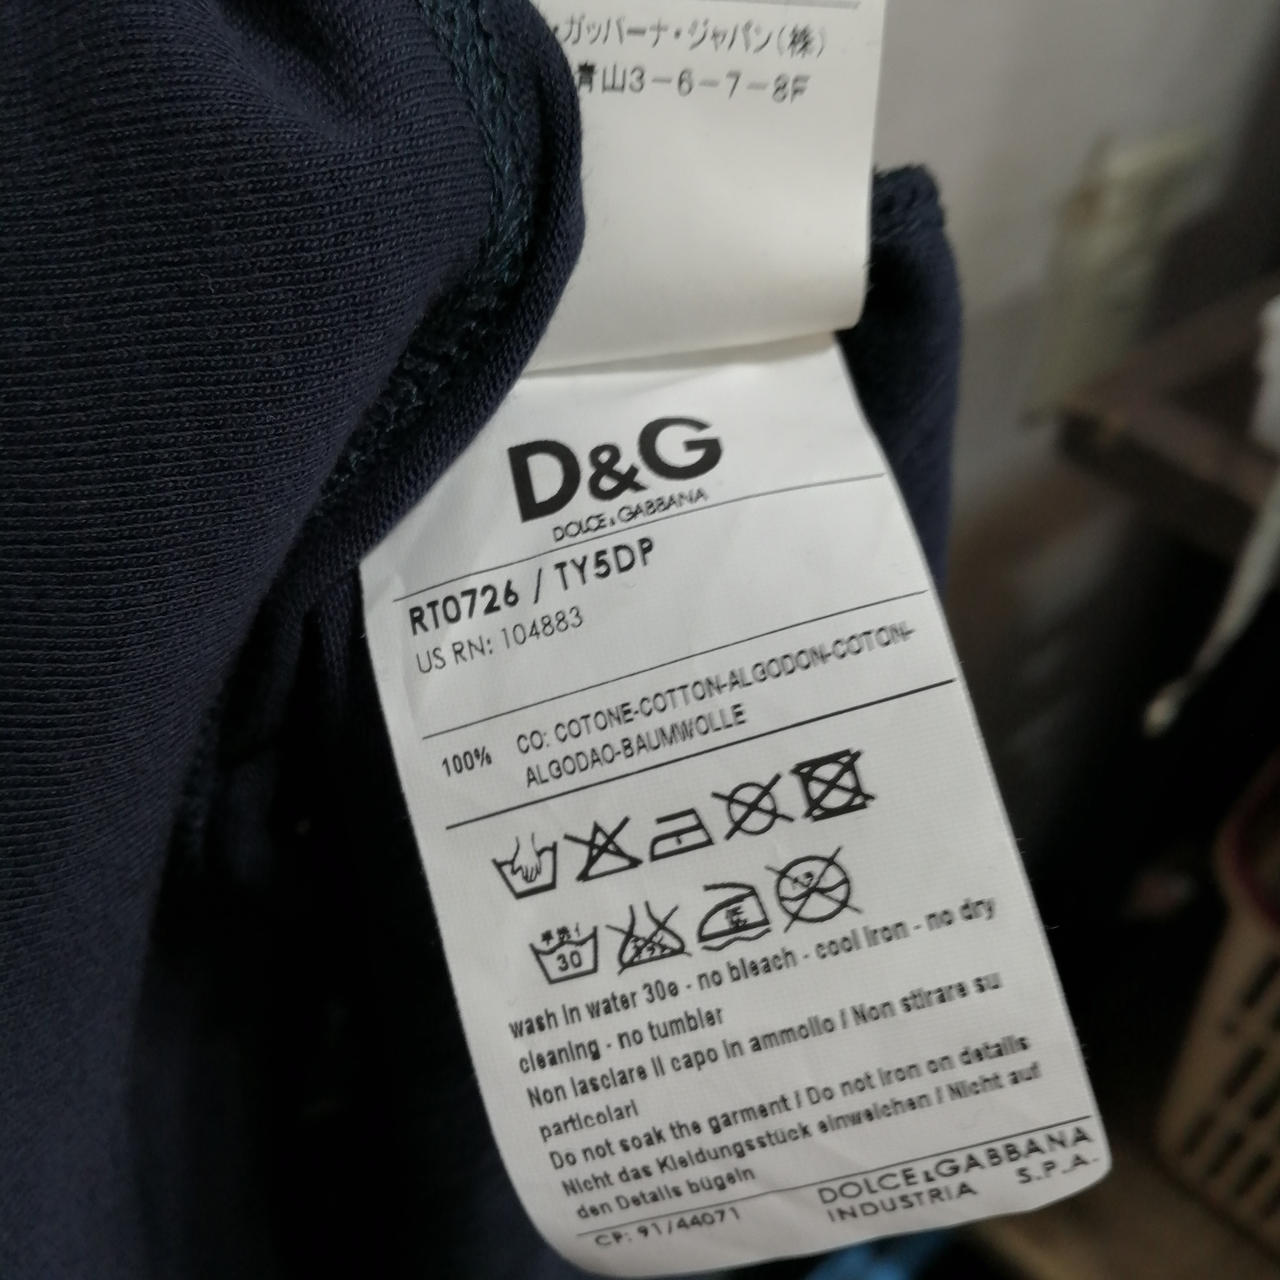 ガッバーナ・ジャパン(株)
青山3-6-7-8F
D&G
DOLCE & GABBANA
RT0726 / TY5DP
US RN: 104883
100% CO: COTONE-COTTON-ALGODON-COTON-
ALGODAO-BAUMWOLLE
手洗イ
30
wash in water 30e - no bleach - cool iron - no dry
cleaning - no tumbler
Non lasciare il capo in ammollo / Non stirare su
particolari
Do not soak the garment / Do not iron on details
Nicht das Kleidungsstück einweichen / Nicht auf
den Details bügeln
CP: 91/44071
DOLCE & GABBANA
INDUSTRIA S.P.A.